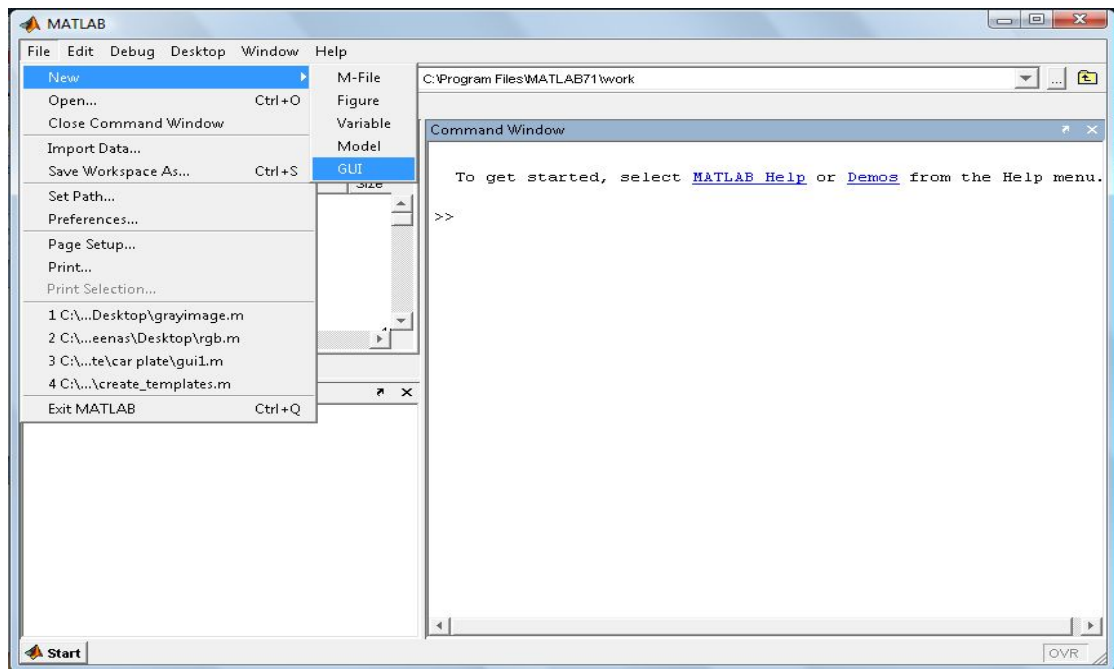 MATLAB
File Edit Debug Desktop Window Help
New
Open... Ctrl+O
Close Command Window
Import Data...
Save Workspace As... Ctrl+S
Set Path...
Preferences...
Page Setup...
Print...
Print Selection...
1 C:\...Desktop\grayimage.m
2 C:\...eenas\Desktop\rgb.m
3 C:\...te\car plate\gui1.m
4 C:\...\create_templates.m
Exit MATLAB Ctrl+Q
M-File
Figure
Variable
Model
GUI
Size
C:\Program Files\MATLAB71\work
...
Command Window
To get started, select MATLAB Help or Demos from the Help menu.
>>
Start
OVR